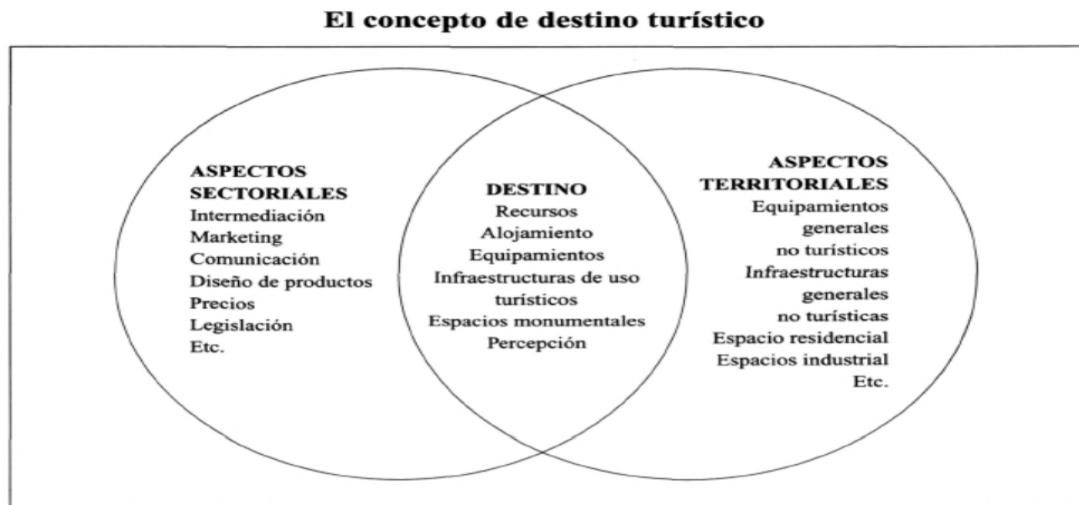 El concepto de destino turístico
ASPECTOS
SECTORIALES
Intermediación
Marketing
Comunicación
Diseño de productos
Precios
Legislación
Etc.
DESTINO
Recursos
Alojamiento
Equipamientos
Infraestructuras de uso
turísticos
Espacios monumentales
Percepción
ASPECTOS
TERRITORIALES
Equipamientos
generales
no turísticos
Infraestructuras
generales
no turísticas
Espacio residencial
Espacios industrial
Etc.